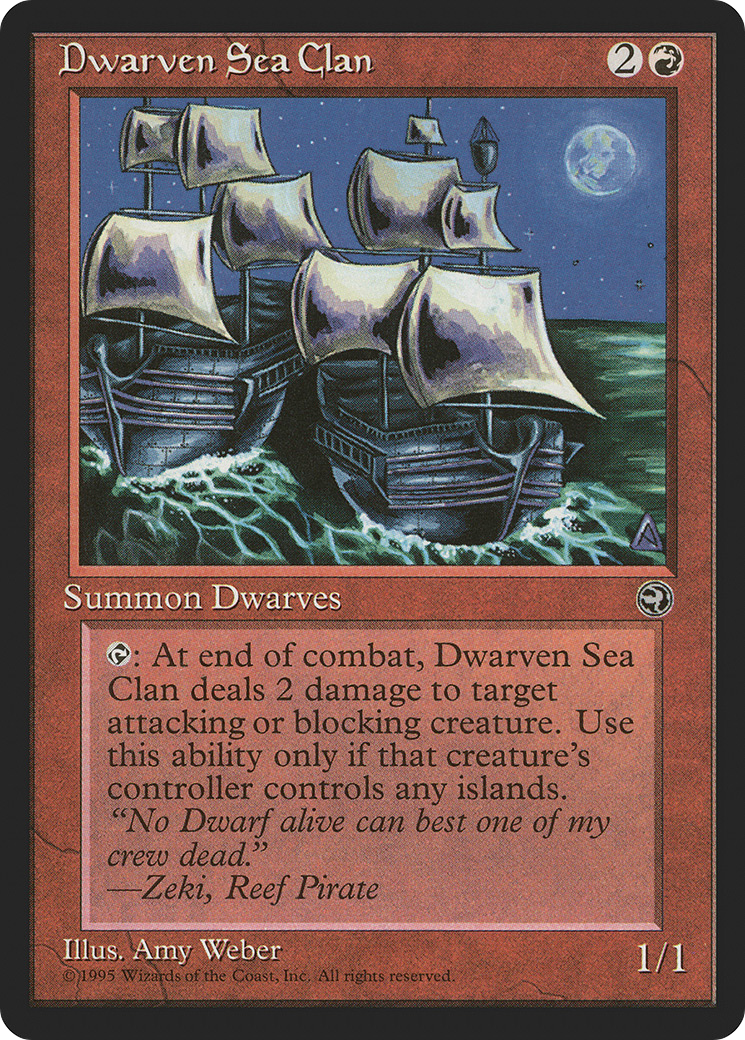 Dwarven Sea Clan
2
Summon Dwarves
: At end of combat, Dwarven Sea
Clan deals 2 damage to target
attacking or blocking creature. Use
this ability only if that creature's
controller controls any islands.
“No Dwarf alive can best one of my
crew dead.”
—Zeki, Reef Pirate
Illus. Amy Weber
1/1
© 1995 Wizards of the Coast, Inc. All rights reserved.